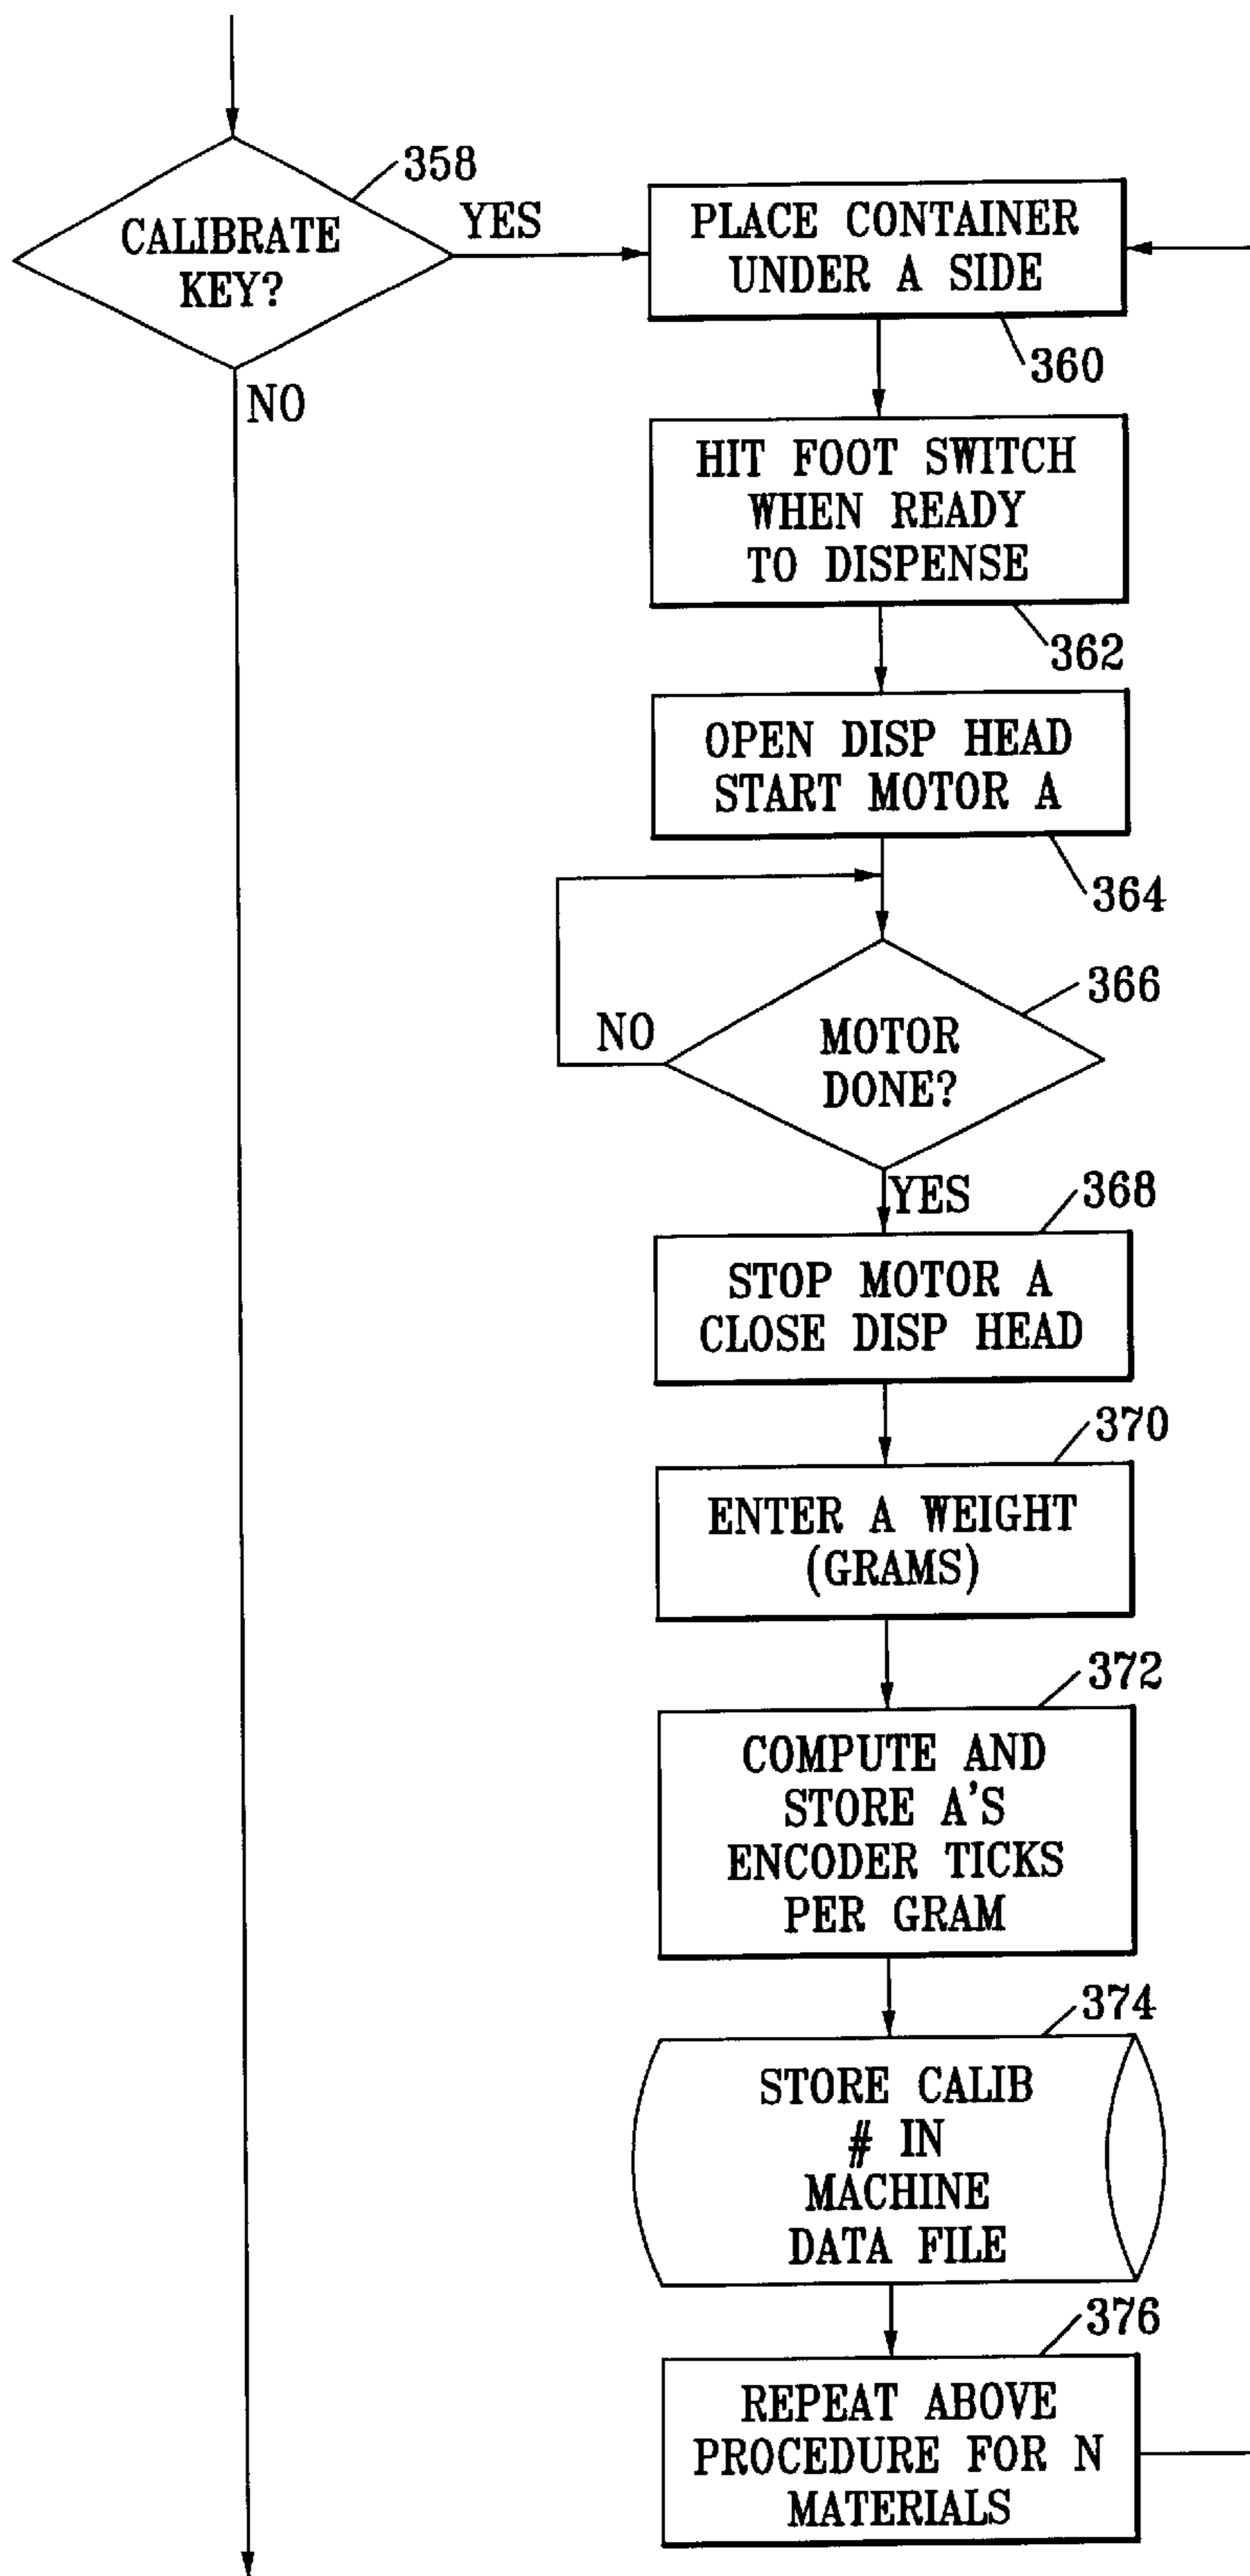 358
CALIBRATE
KEY?
YES
NO
PLACE CONTAINER
UNDER A SIDE
360
HIT FOOT SWITCH
WHEN READY
TO DISPENSE
362
OPEN DISP HEAD
START MOTOR A
364
366
MOTOR
DONE?
NO
YES
368
STOP MOTOR A
CLOSE DISP HEAD
370
ENTER A WEIGHT
(GRAMS)
372
COMPUTE AND
STORE A'S
ENCODER TICKS
PER GRAM
374
STORE CALIB
# IN
MACHINE
DATA FILE
376
REPEAT ABOVE
PROCEDURE FOR N
MATERIALS